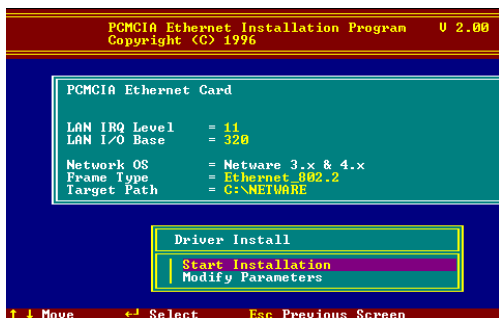 PCMCIA Ethernet Installation Program V 2.00
Copyright (C) 1996
PCMCIA Ethernet Card
LAN IRQ Level = 11
LAN I/O Base = 320
Network OS = Netware 3.x & 4.x
Frame Type = Ethernet_802.2
Target Path = C:\NETWARE
Driver Install
Start Installation
Modify Parameters
↑ ↓ Move ↵ Select Esc Previous Screen